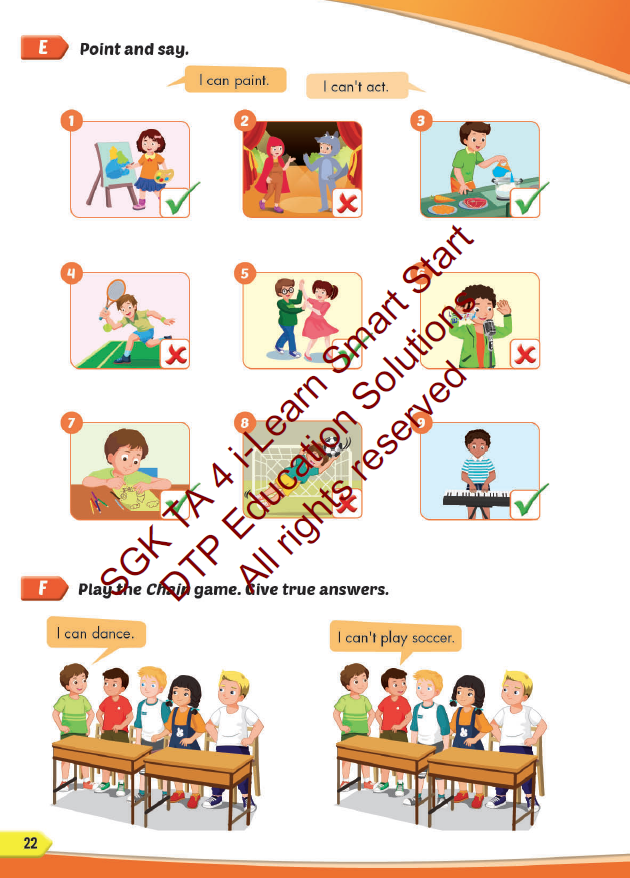 E Point and say.
I can paint.
I can't act.
1
2
3
4
5
6
7
8
9
SGK TA 4 i-Learn Smart Start
DTP Education Solutions
All rights reserved
F Play the Chain game. Give true answers.
I can dance.
I can't play soccer.
22